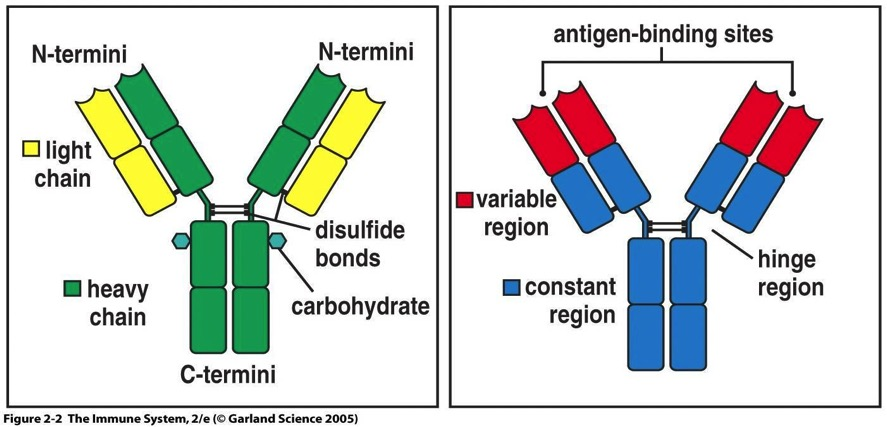 N-termini
N-termini
light
chain
disulfide
bonds
heavy
chain
carbohydrate
C-termini
antigen-binding sites
variable
region
hinge
region
constant
region
Figure 2-2 The Immune System, 2/e (© Garland Science 2005)